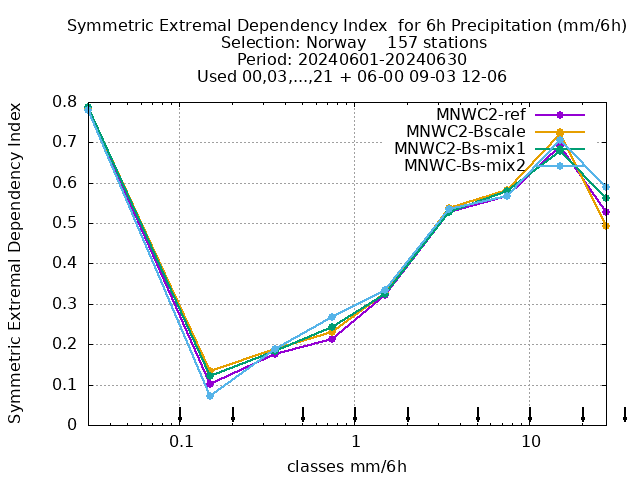 Symmetric Extremal Dependency Index  for 6h Precipitation (mm/6h)
Selection: Norway    157 stations
Period: 20240601-20240630
Used 00,03,...,21 + 06-00 09-03 12-06
Symmetric Extremal Dependency Index
0.8
0.7
0.6
0.5
0.4
0.3
0.2
0.1
0
MNWC2-ref
MNWC2-Bscale
MNWC2-Bs-mix1
MNWC-Bs-mix2
0.1
1
10
classes mm/6h